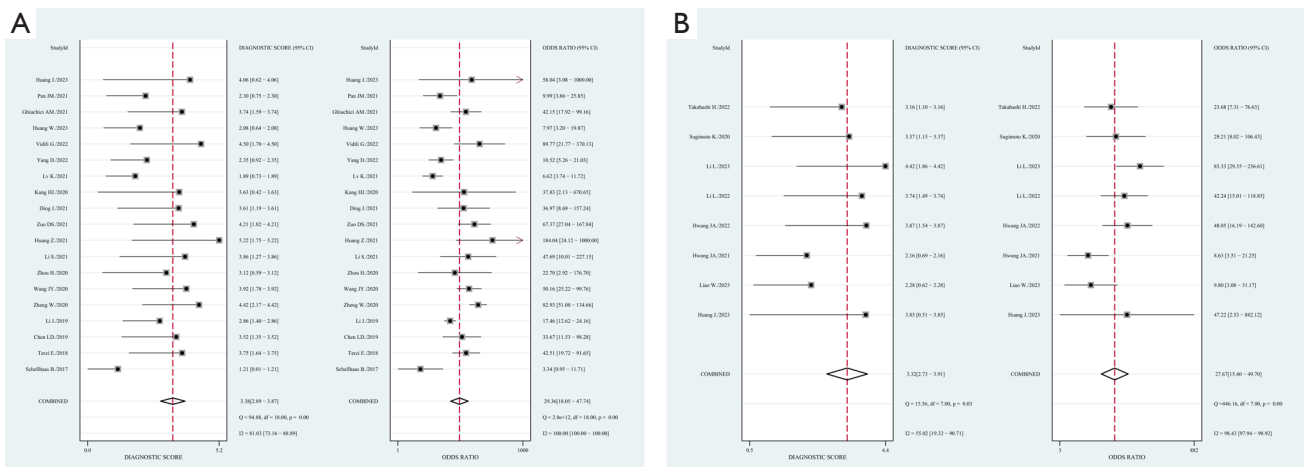 A
StudyId DIAGNOSTIC SCORE (95% CI)
Huang J./2023 4.06 [0.62 − 4.06]
Pan JM./2021 2.30 [0.75 − 2.30]
Ghiuchici AM./2021 3.74 [1.59 − 3.74]
Huang W./2023 2.08 [0.64 − 2.08]
Vidili G./2022 4.50 [1.70 − 4.50]
Yang D./2022 2.35 [0.92 − 2.35]
Lv K./2021 1.89 [0.73 − 1.89]
Kang HJ./2020 3.63 [0.42 − 3.63]
Ding J./2021 3.61 [1.19 − 3.61]
Zuo DS./2021 4.21 [1.82 − 4.21]
Huang Z./2021 5.22 [1.75 − 5.22]
Li S./2021 3.86 [1.27 − 3.86]
Zhou H./2020 3.12 [0.59 − 3.12]
Wang JY./2020 3.92 [1.78 − 3.92]
Zheng W./2020 4.42 [2.17 − 4.42]
Li J./2019 2.86 [1.40 − 2.86]
Chen LD./2019 3.52 [1.35 − 3.52]
Terzi E./2018 3.75 [1.64 − 3.75]
Schellhaas B./2017 1.21 [0.01 − 1.21]
COMBINED 3.38[2.89 − 3.87]
Q = 94.88, df = 18.00, p = 0.00
I2 = 81.03 [73.16 − 88.89]
0.0 5.2
DIAGNOSTIC SCORE
StudyId ODDS RATIO (95% CI)
Huang J./2023 58.04 [3.08 − 1000.00]
Pan JM./2021 9.99 [3.86 − 25.85]
Ghiuchici AM./2021 42.15 [17.92 − 99.16]
Huang W./2023 7.97 [3.20 − 19.87]
Vidili G./2022 89.77 [21.77 − 370.13]
Yang D./2022 10.52 [5.26 − 21.03]
Lv K./2021 6.62 [3.74 − 11.72]
Kang HJ./2020 37.83 [2.13 − 670.65]
Ding J./2021 36.97 [8.69 − 157.24]
Zuo DS./2021 67.37 [27.04 − 167.84]
Huang Z./2021 184.04 [24.12 − 1000.00]
Li S./2021 47.69 [10.01 − 227.15]
Zhou H./2020 22.70 [2.92 − 176.70]
Wang JY./2020 50.16 [25.22 − 99.76]
Zheng W./2020 82.93 [51.08 − 134.66]
Li J./2019 17.46 [12.62 − 24.16]
Chen LD./2019 33.67 [11.53 − 98.28]
Terzi E./2018 42.51 [19.72 − 91.65]
Schellhaas B./2017 3.34 [0.95 − 11.71]
COMBINED 29.36[18.05 − 47.74]
Q = 2.0e+12, df = 18.00, p = 0.00
I2 = 100.00 [100.00 − 100.00]
1 1000
ODDS RATIO
B
StudyId DIAGNOSTIC SCORE (95% CI)
Takahashi H./2022 3.16 [1.10 − 3.16]
Sugimoto K./2020 3.37 [1.15 − 3.37]
Li L./2023 4.42 [1.86 − 4.42]
Li L./2022 3.74 [1.49 − 3.74]
Hwang JA./2022 3.87 [1.54 − 3.87]
Hwang JA./2021 2.16 [0.69 − 2.16]
Liao W./2023 2.28 [0.62 − 2.28]
Huang J./2023 3.85 [0.51 − 3.85]
COMBINED 3.32[2.73 − 3.91]
Q = 15.56, df = 7.00, p = 0.03
I2 = 55.02 [19.32 − 90.71]
0.5 4.4
DIAGNOSTIC SCORE
StudyId ODDS RATIO (95% CI)
Takahashi H./2022 23.68 [7.31 − 76.63]
Sugimoto K./2020 29.21 [8.02 − 106.43]
Li L./2023 83.33 [29.35 − 236.61]
Li L./2022 42.24 [15.01 − 118.85]
Hwang JA./2022 48.05 [16.19 − 142.60]
Hwang JA./2021 8.63 [3.51 − 21.25]
Liao W./2023 9.80 [3.08 − 31.17]
Huang J./2023 47.22 [2.53 − 882.12]
COMBINED 27.67[15.40 − 49.70]
Q =446.16, df = 7.00, p = 0.00
I2 = 98.43 [97.94 − 98.92]
3 882
ODDS RATIO